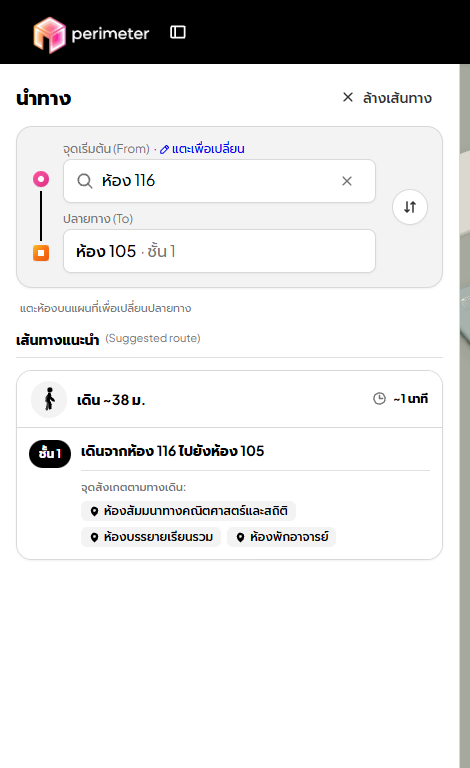 perimeter
นำทาง
ล้างเส้นทาง
จุดเริ่มต้น (From) · แตะเพื่อเปลี่ยน
ห้อง 116
ปลายทาง (To)
ห้อง 105 · ชั้น 1
แตะห้องบนแผนที่เพื่อเปลี่ยนปลายทาง
เส้นทางแนะนำ (Suggested route)
เดิน ~38 ม. ~1 นาที
ชั้น 1 เดินจากห้อง 116 ไปยังห้อง 105
จุดสังเกตตามทางเดิน:
ห้องสัมมนาทางคณิตศาสตร์และสถิติ
ห้องบรรยายเรียนรวม ห้องพักอาจารย์